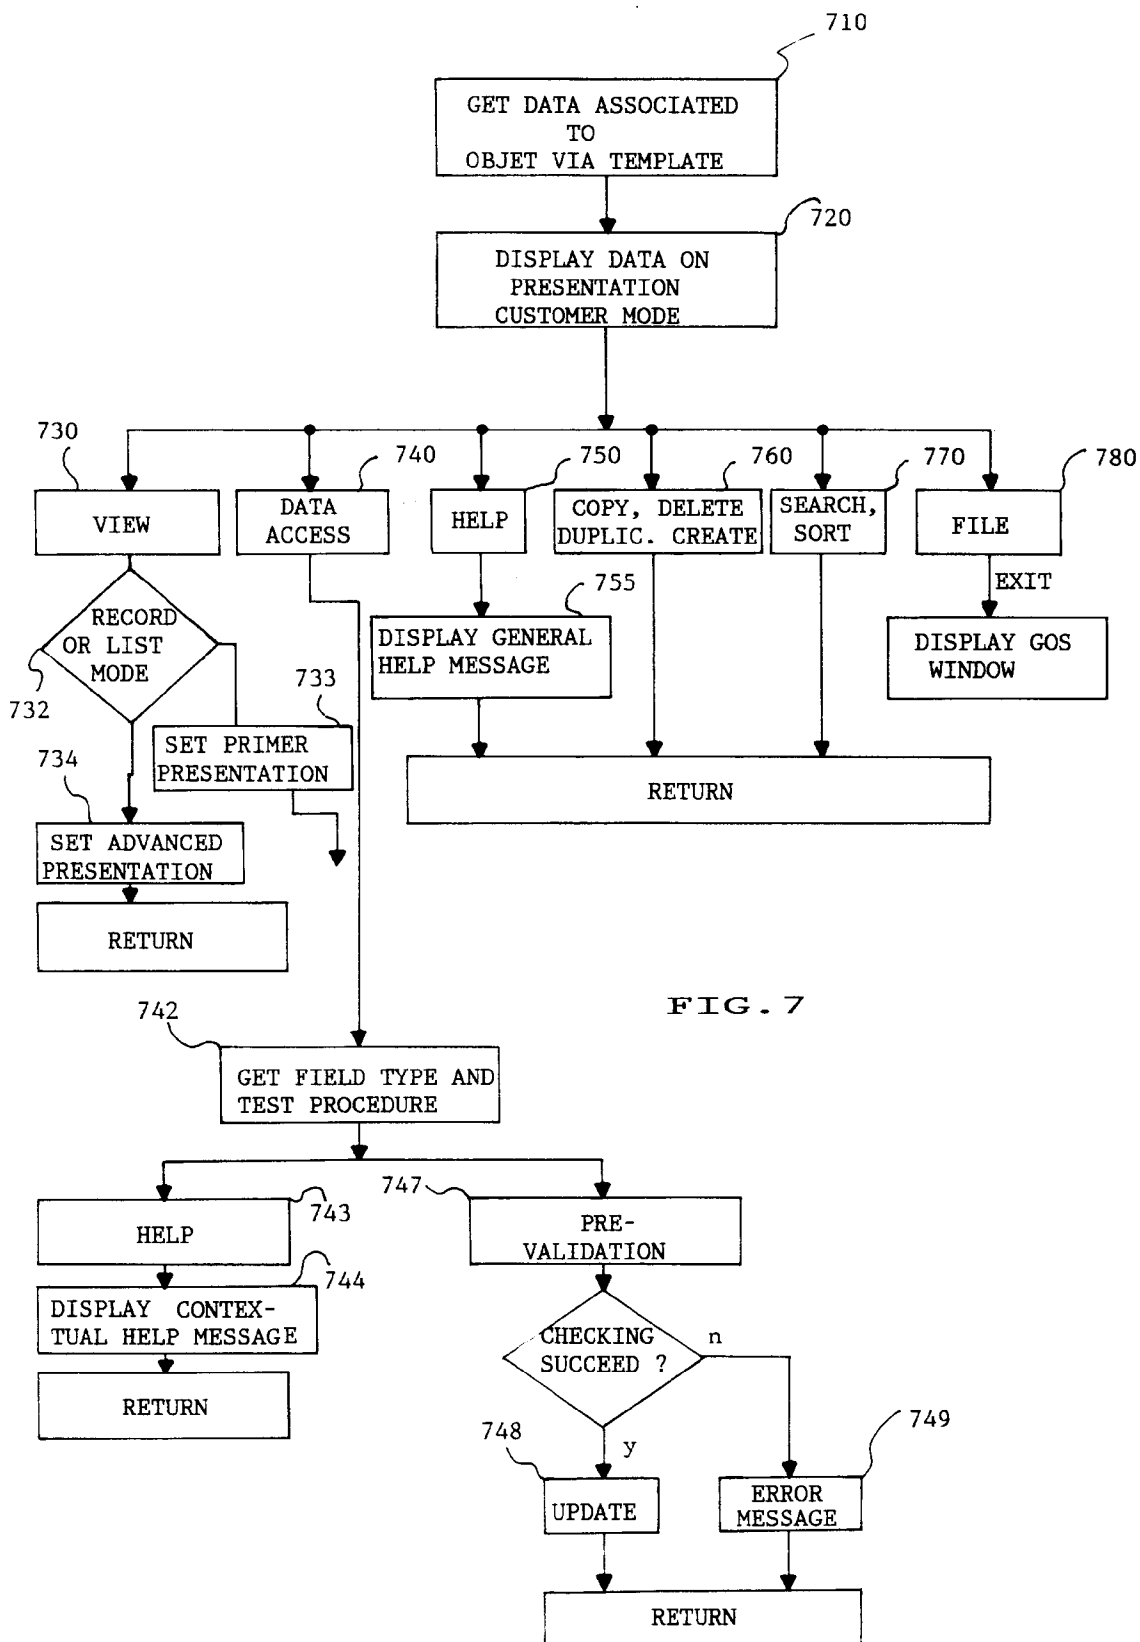 710
GET DATA ASSOCIATED
TO
OBJET VIA TEMPLATE
720
DISPLAY DATA ON
PRESENTATION
CUSTOMER MODE
730
740
750
760
770
780
VIEW
DATA
ACCESS
HELP
COPY, DELETE
DUPLIC. CREATE
SEARCH,
SORT
FILE
EXIT
755
RECORD
OR LIST
MODE
732
DISPLAY GENERAL
HELP MESSAGE
DISPLAY GOS
WINDOW
733
SET PRIMER
PRESENTATION
734
RETURN
SET ADVANCED
PRESENTATION
RETURN
FIG. 7
742
GET FIELD TYPE AND
TEST PROCEDURE
743
747
HELP
PRE-
VALIDATION
744
DISPLAY CONTEX-
TUAL HELP MESSAGE
CHECKING
SUCCEED ?
n
RETURN
y
748
749
UPDATE
ERROR
MESSAGE
RETURN